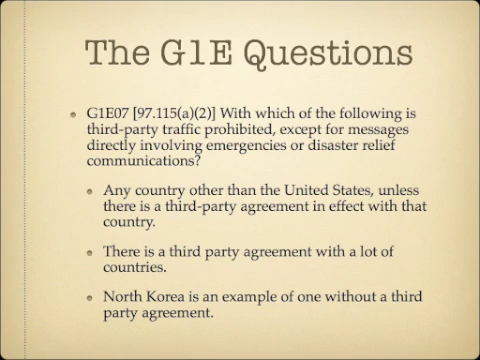 The G1E Questions
G1E07 [97.115(a)(2)] With which of the following is
third-party traffic prohibited, except for messages
directly involving emergencies or disaster relief
communications?
Any country other than the United States, unless
there is a third-party agreement in effect with that
country.
There is a third party agreement with a lot of
countries.
North Korea is an example of one without a third
party agreement.